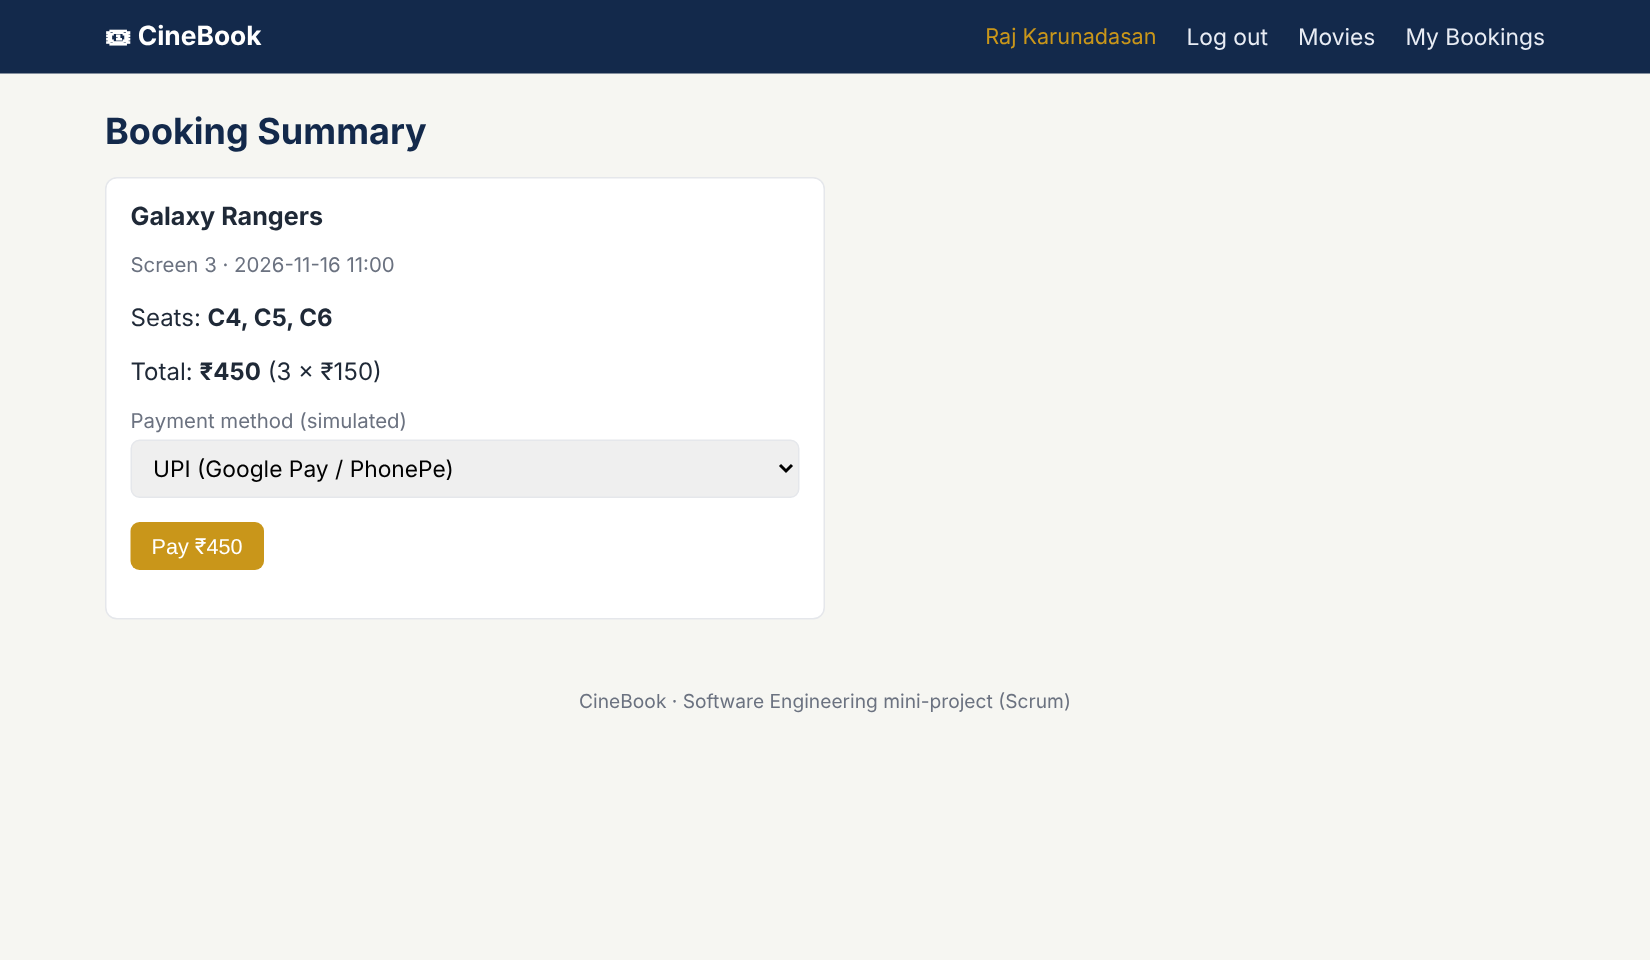 CineBook
Raj Karunadasan Log out Movies My Bookings
Booking Summary
Galaxy Rangers
Screen 3 · 2026-11-16 11:00
Seats: C4, C5, C6
Total: ₹450 (3 × ₹150)
Payment method (simulated)
UPI (Google Pay / PhonePe)
Pay ₹450
CineBook · Software Engineering mini-project (Scrum)